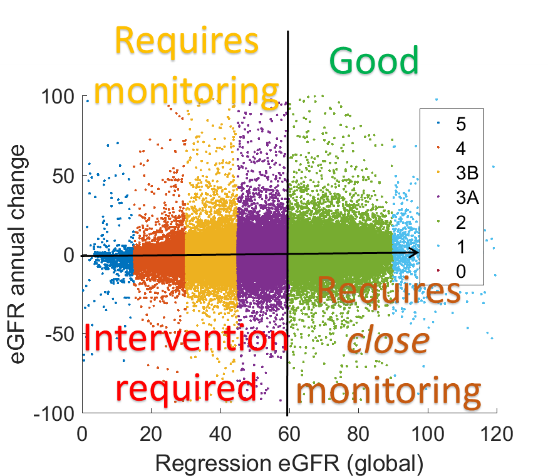 Requires
monitoring
Good
100
50
0
-50
-100
eGFR annual change
5
4
3B
3A
2
1
0
Intervention
required
Requires
close
monitoring
0
20
40
60
80
100
120
Regression eGFR (global)